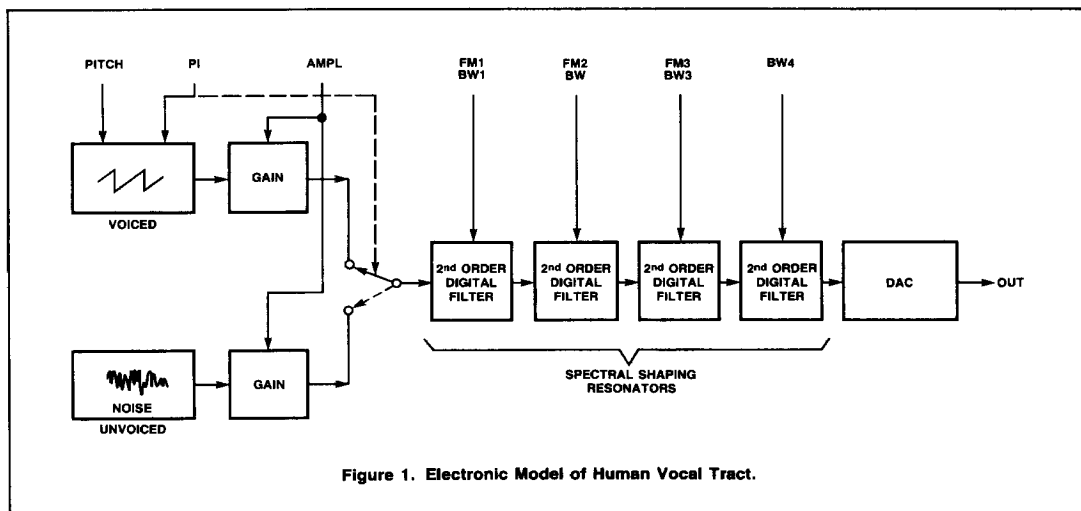 PITCH
PI
AMPL
FM1
BW1
FM2
BW
FM3
BW3
BW4
VOICED
GAIN
NOISE
UNVOICED
GAIN
2nd ORDER
DIGITAL
FILTER
2nd ORDER
DIGITAL
FILTER
2nd ORDER
DIGITAL
FILTER
2nd ORDER
DIGITAL
FILTER
DAC
OUT
SPECTRAL SHAPING
RESONATORS
Figure 1. Electronic Model of Human Vocal Tract.